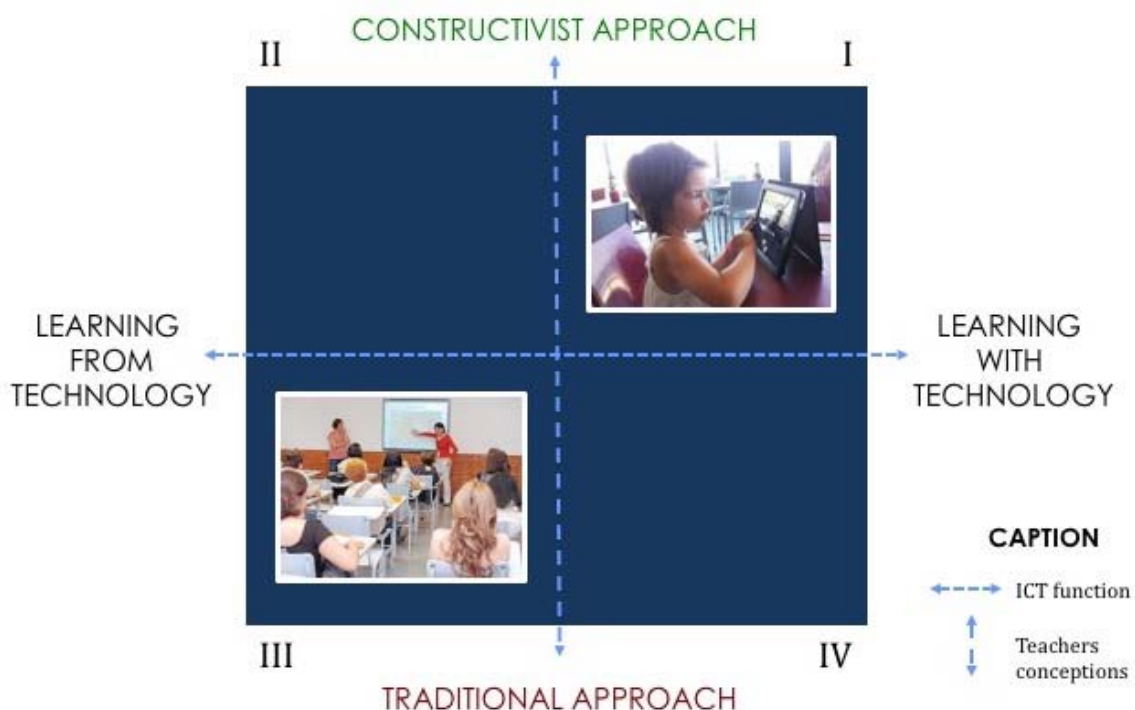 CONSTRUCTIVIST APPROACH
II
I
LEARNING
FROM
TECHNOLOGY
LEARNING
WITH
TECHNOLOGY
CAPTION
ICT function
Teachers
conceptions
III
IV
TRADITIONAL APPROACH